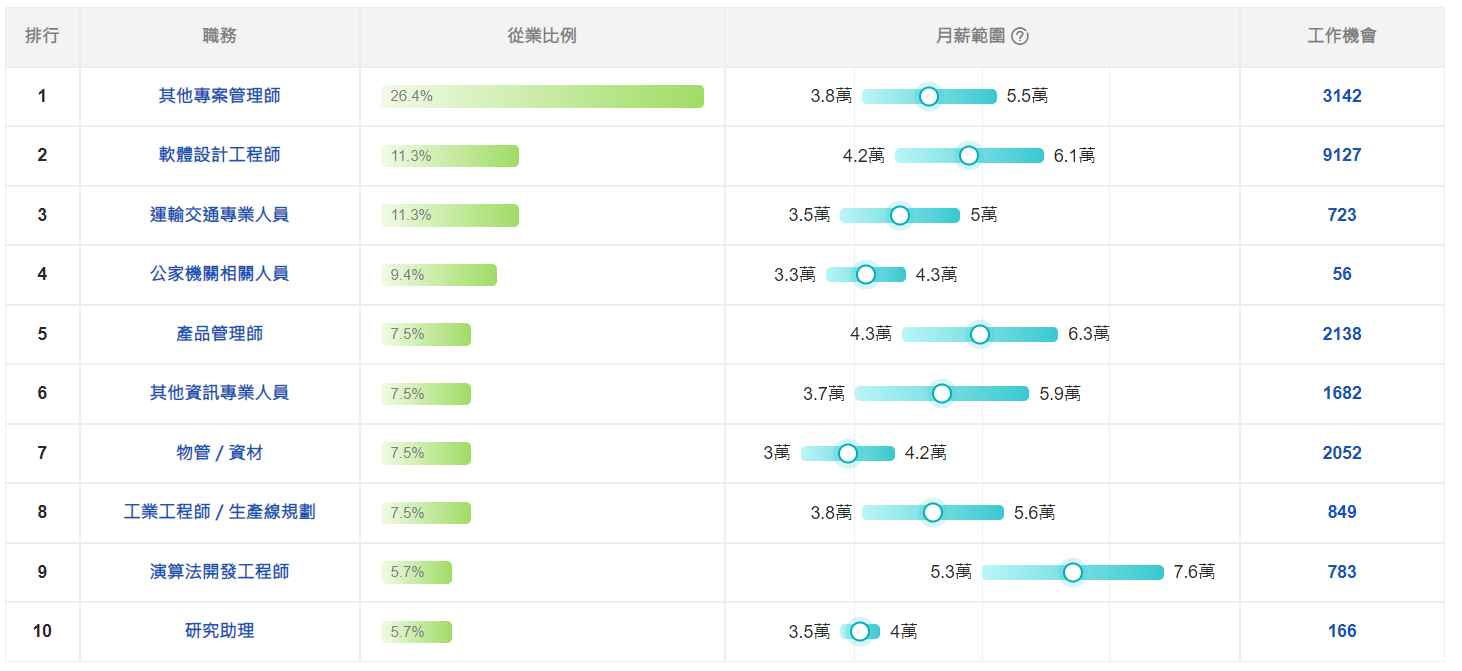 排行 職務 從業比例 月薪範圍 ? 工作機會
1 其他專案管理師 26.4% 3.8萬 5.5萬 3142
2 軟體設計工程師 11.3% 4.2萬 6.1萬 9127
3 運輸交通專業人員 11.3% 3.5萬 5萬 723
4 公家機關相關人員 9.4% 3.3萬 4.3萬 56
5 產品管理師 7.5% 4.3萬 6.3萬 2138
6 其他資訊專業人員 7.5% 3.7萬 5.9萬 1682
7 物管 / 資材 7.5% 3萬 4.2萬 2052
8 工業工程師 / 生產線規劃 7.5% 3.8萬 5.6萬 849
9 演算法開發工程師 5.7% 5.3萬 7.6萬 783
10 研究助理 5.7% 3.5萬 4萬 166